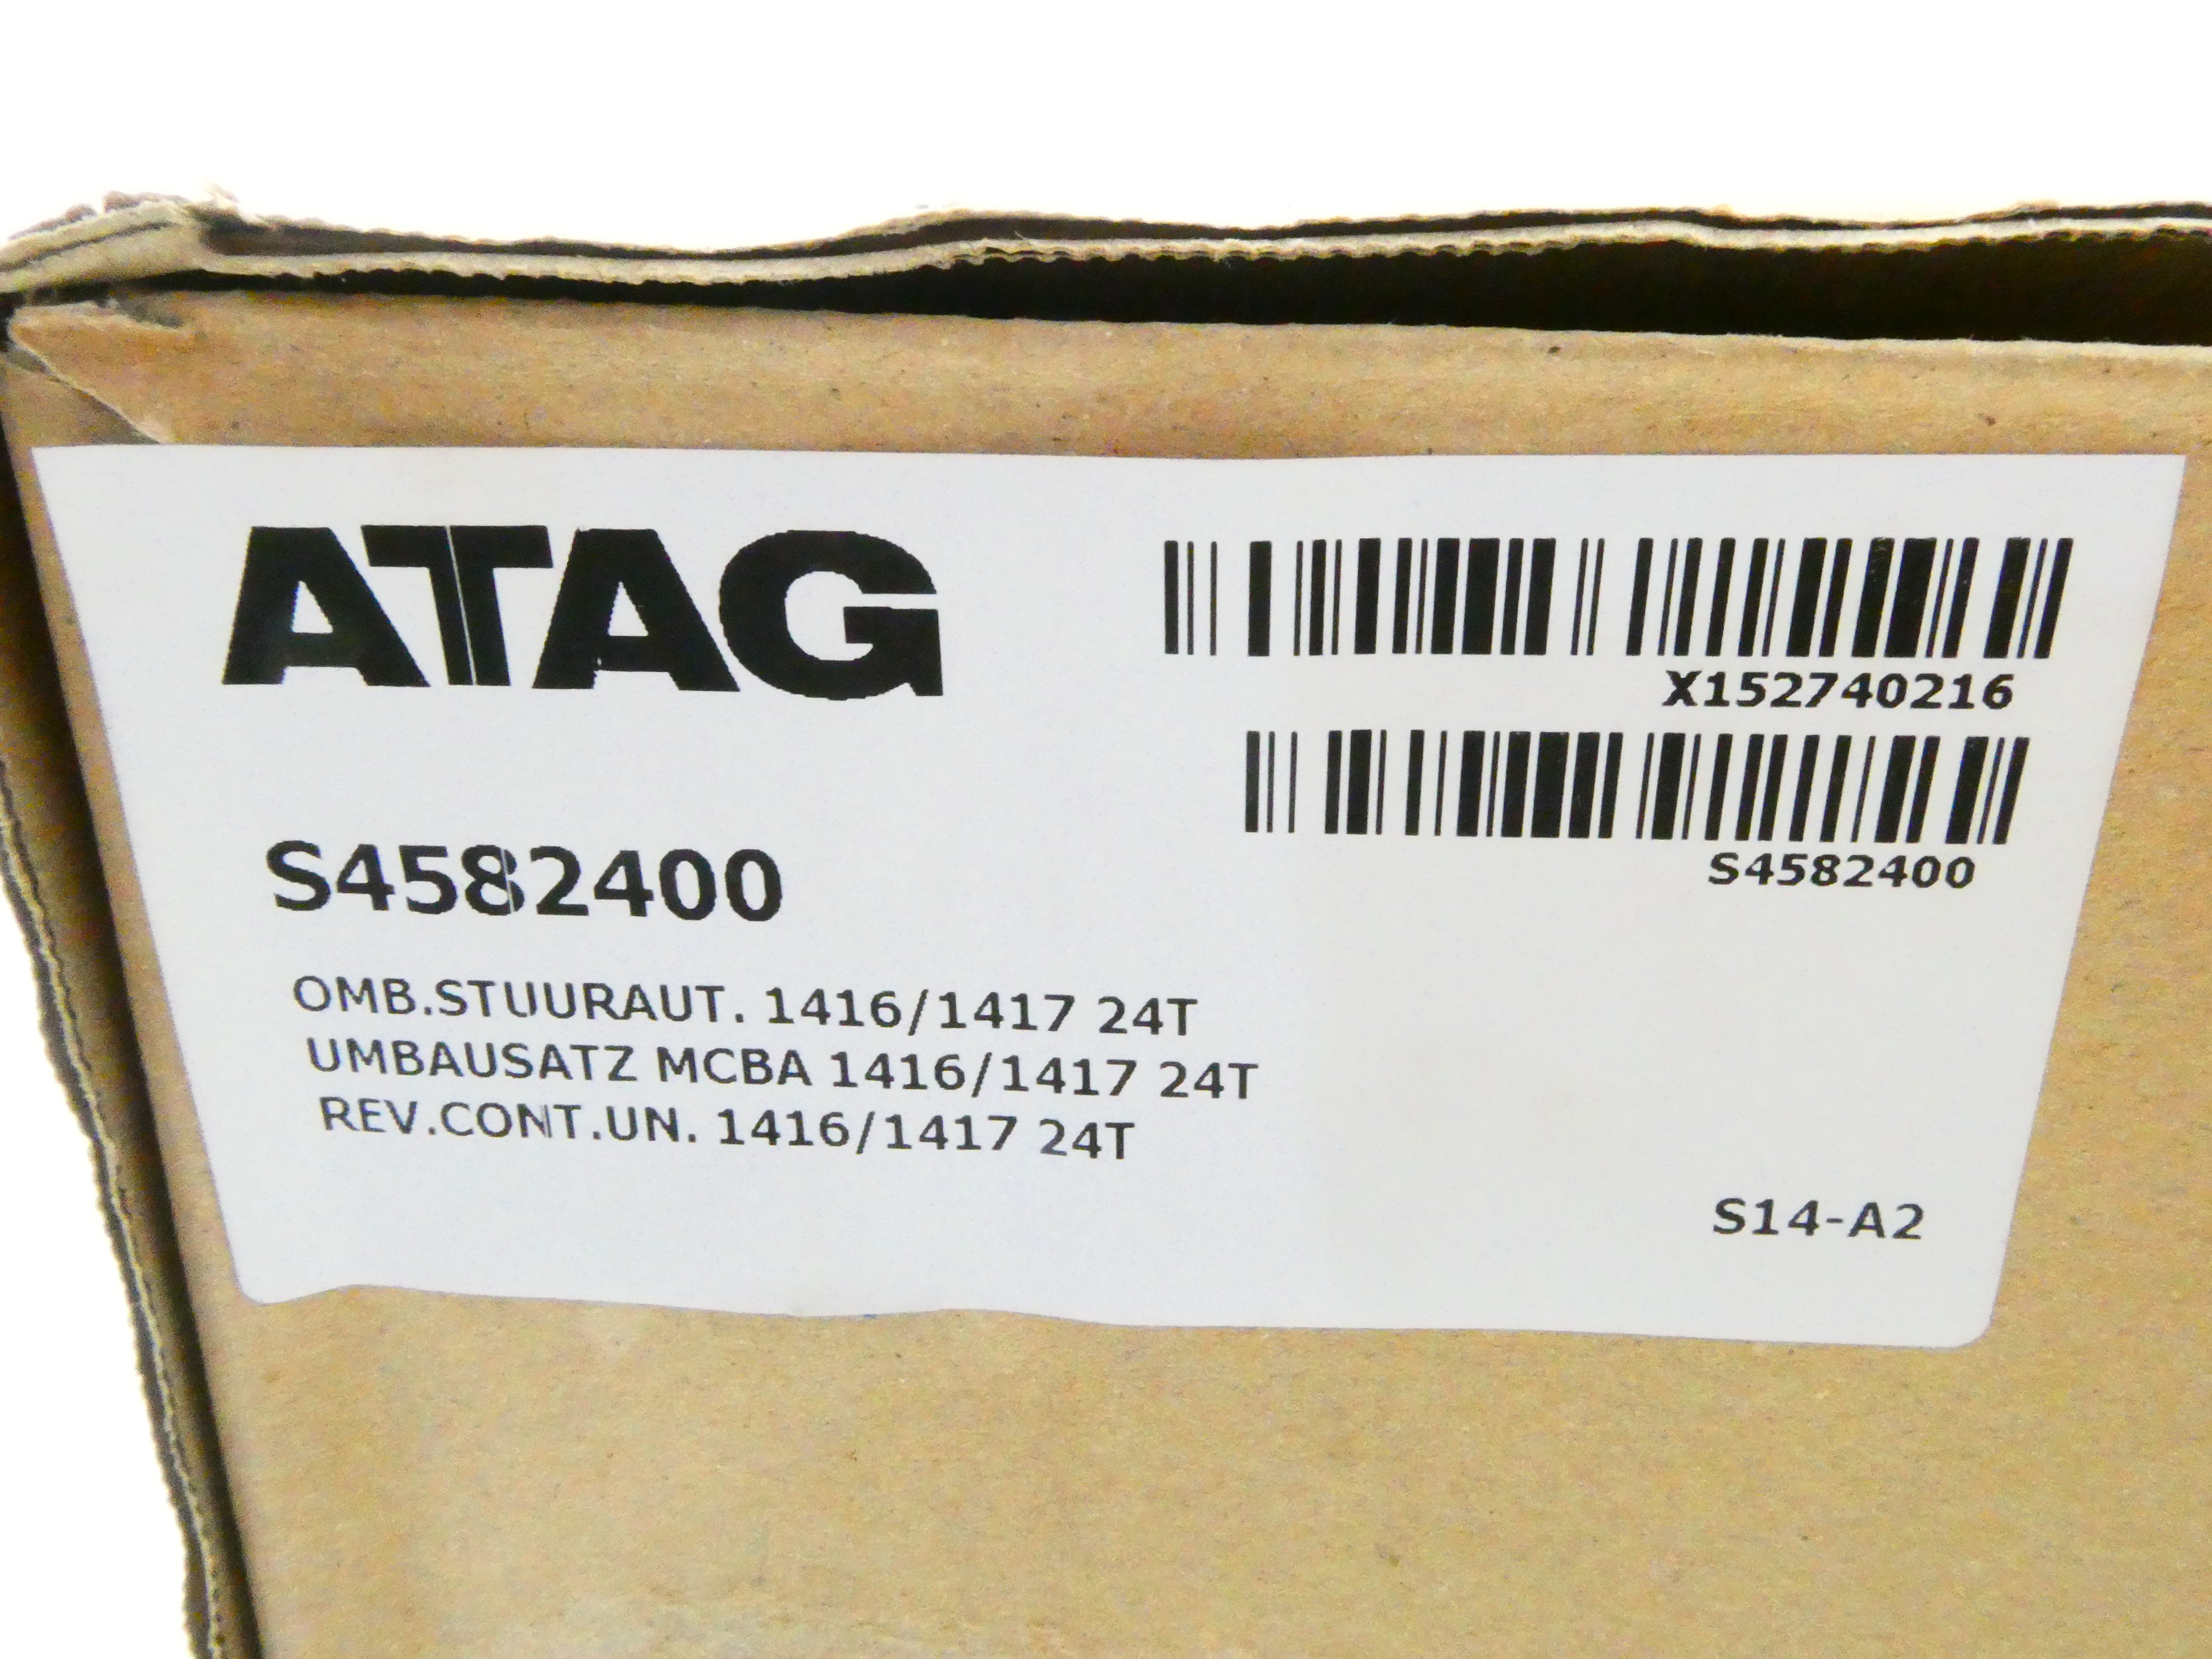 ATAG
X152740216
S4582400
S4582400
OMB.STUURAUT. 1416/1417 24T
UMBAUSATZ MCBA 1416/1417 24T
REV.CONT.UN. 1416/1417 24T
S14-A2